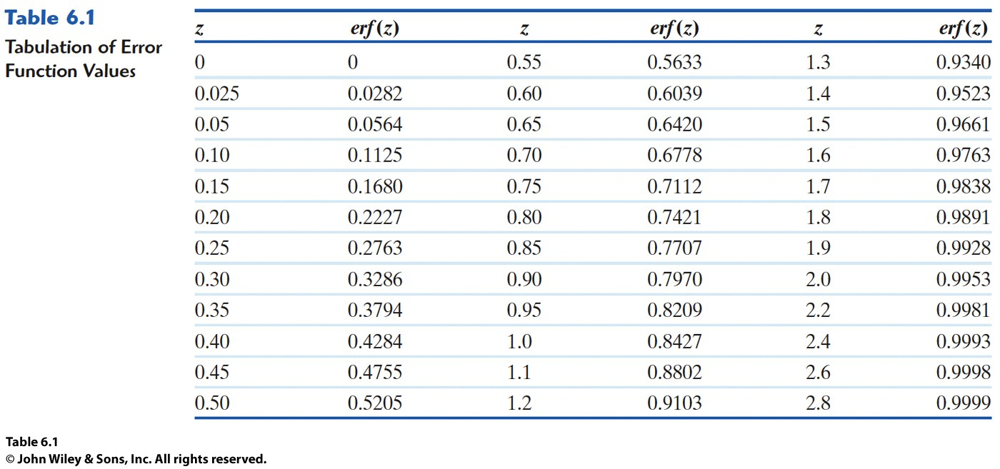 Table 6.1
Tabulation of Error
Function Values
z erf(z) z erf(z) z erf(z)
0 0 0.55 0.5633 1.3 0.9340
0.025 0.0282 0.60 0.6039 1.4 0.9523
0.05 0.0564 0.65 0.6420 1.5 0.9661
0.10 0.1125 0.70 0.6778 1.6 0.9763
0.15 0.1680 0.75 0.7112 1.7 0.9838
0.20 0.2227 0.80 0.7421 1.8 0.9891
0.25 0.2763 0.85 0.7707 1.9 0.9928
0.30 0.3286 0.90 0.7970 2.0 0.9953
0.35 0.3794 0.95 0.8209 2.2 0.9981
0.40 0.4284 1.0 0.8427 2.4 0.9993
0.45 0.4755 1.1 0.8802 2.6 0.9998
0.50 0.5205 1.2 0.9103 2.8 0.9999
Table 6.1
© John Wiley & Sons, Inc. All rights reserved.